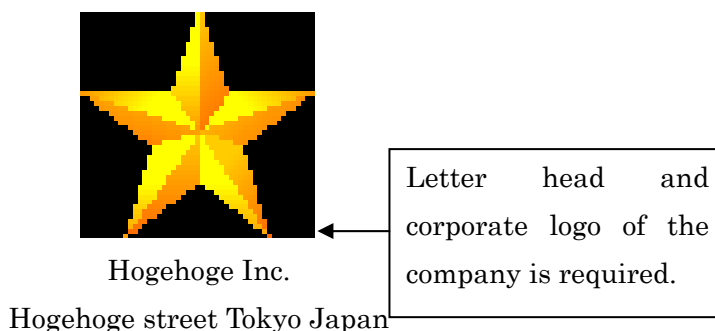 Letter head and
corporate logo of the
company is required.
Hogehoge Inc.
Hogehoge street Tokyo Japan